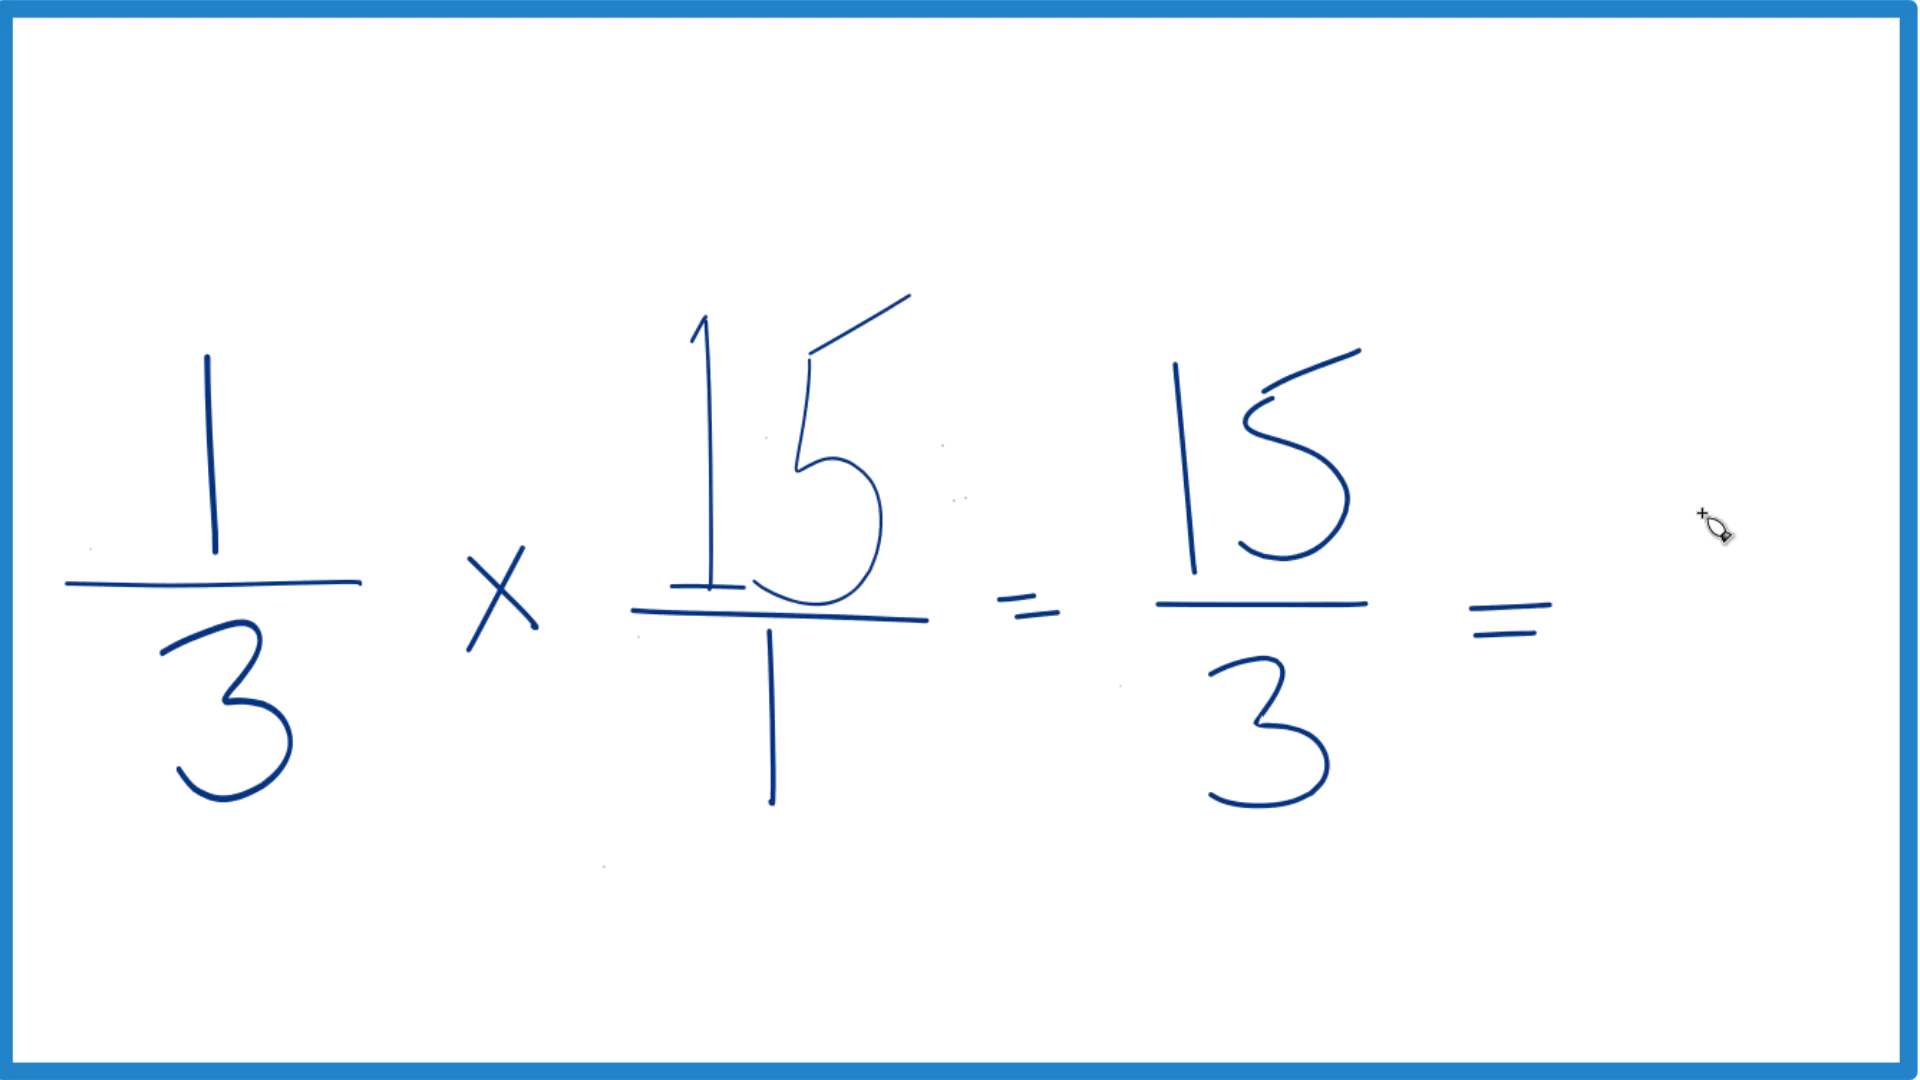 1/3 × 15/1 = 15/3 =